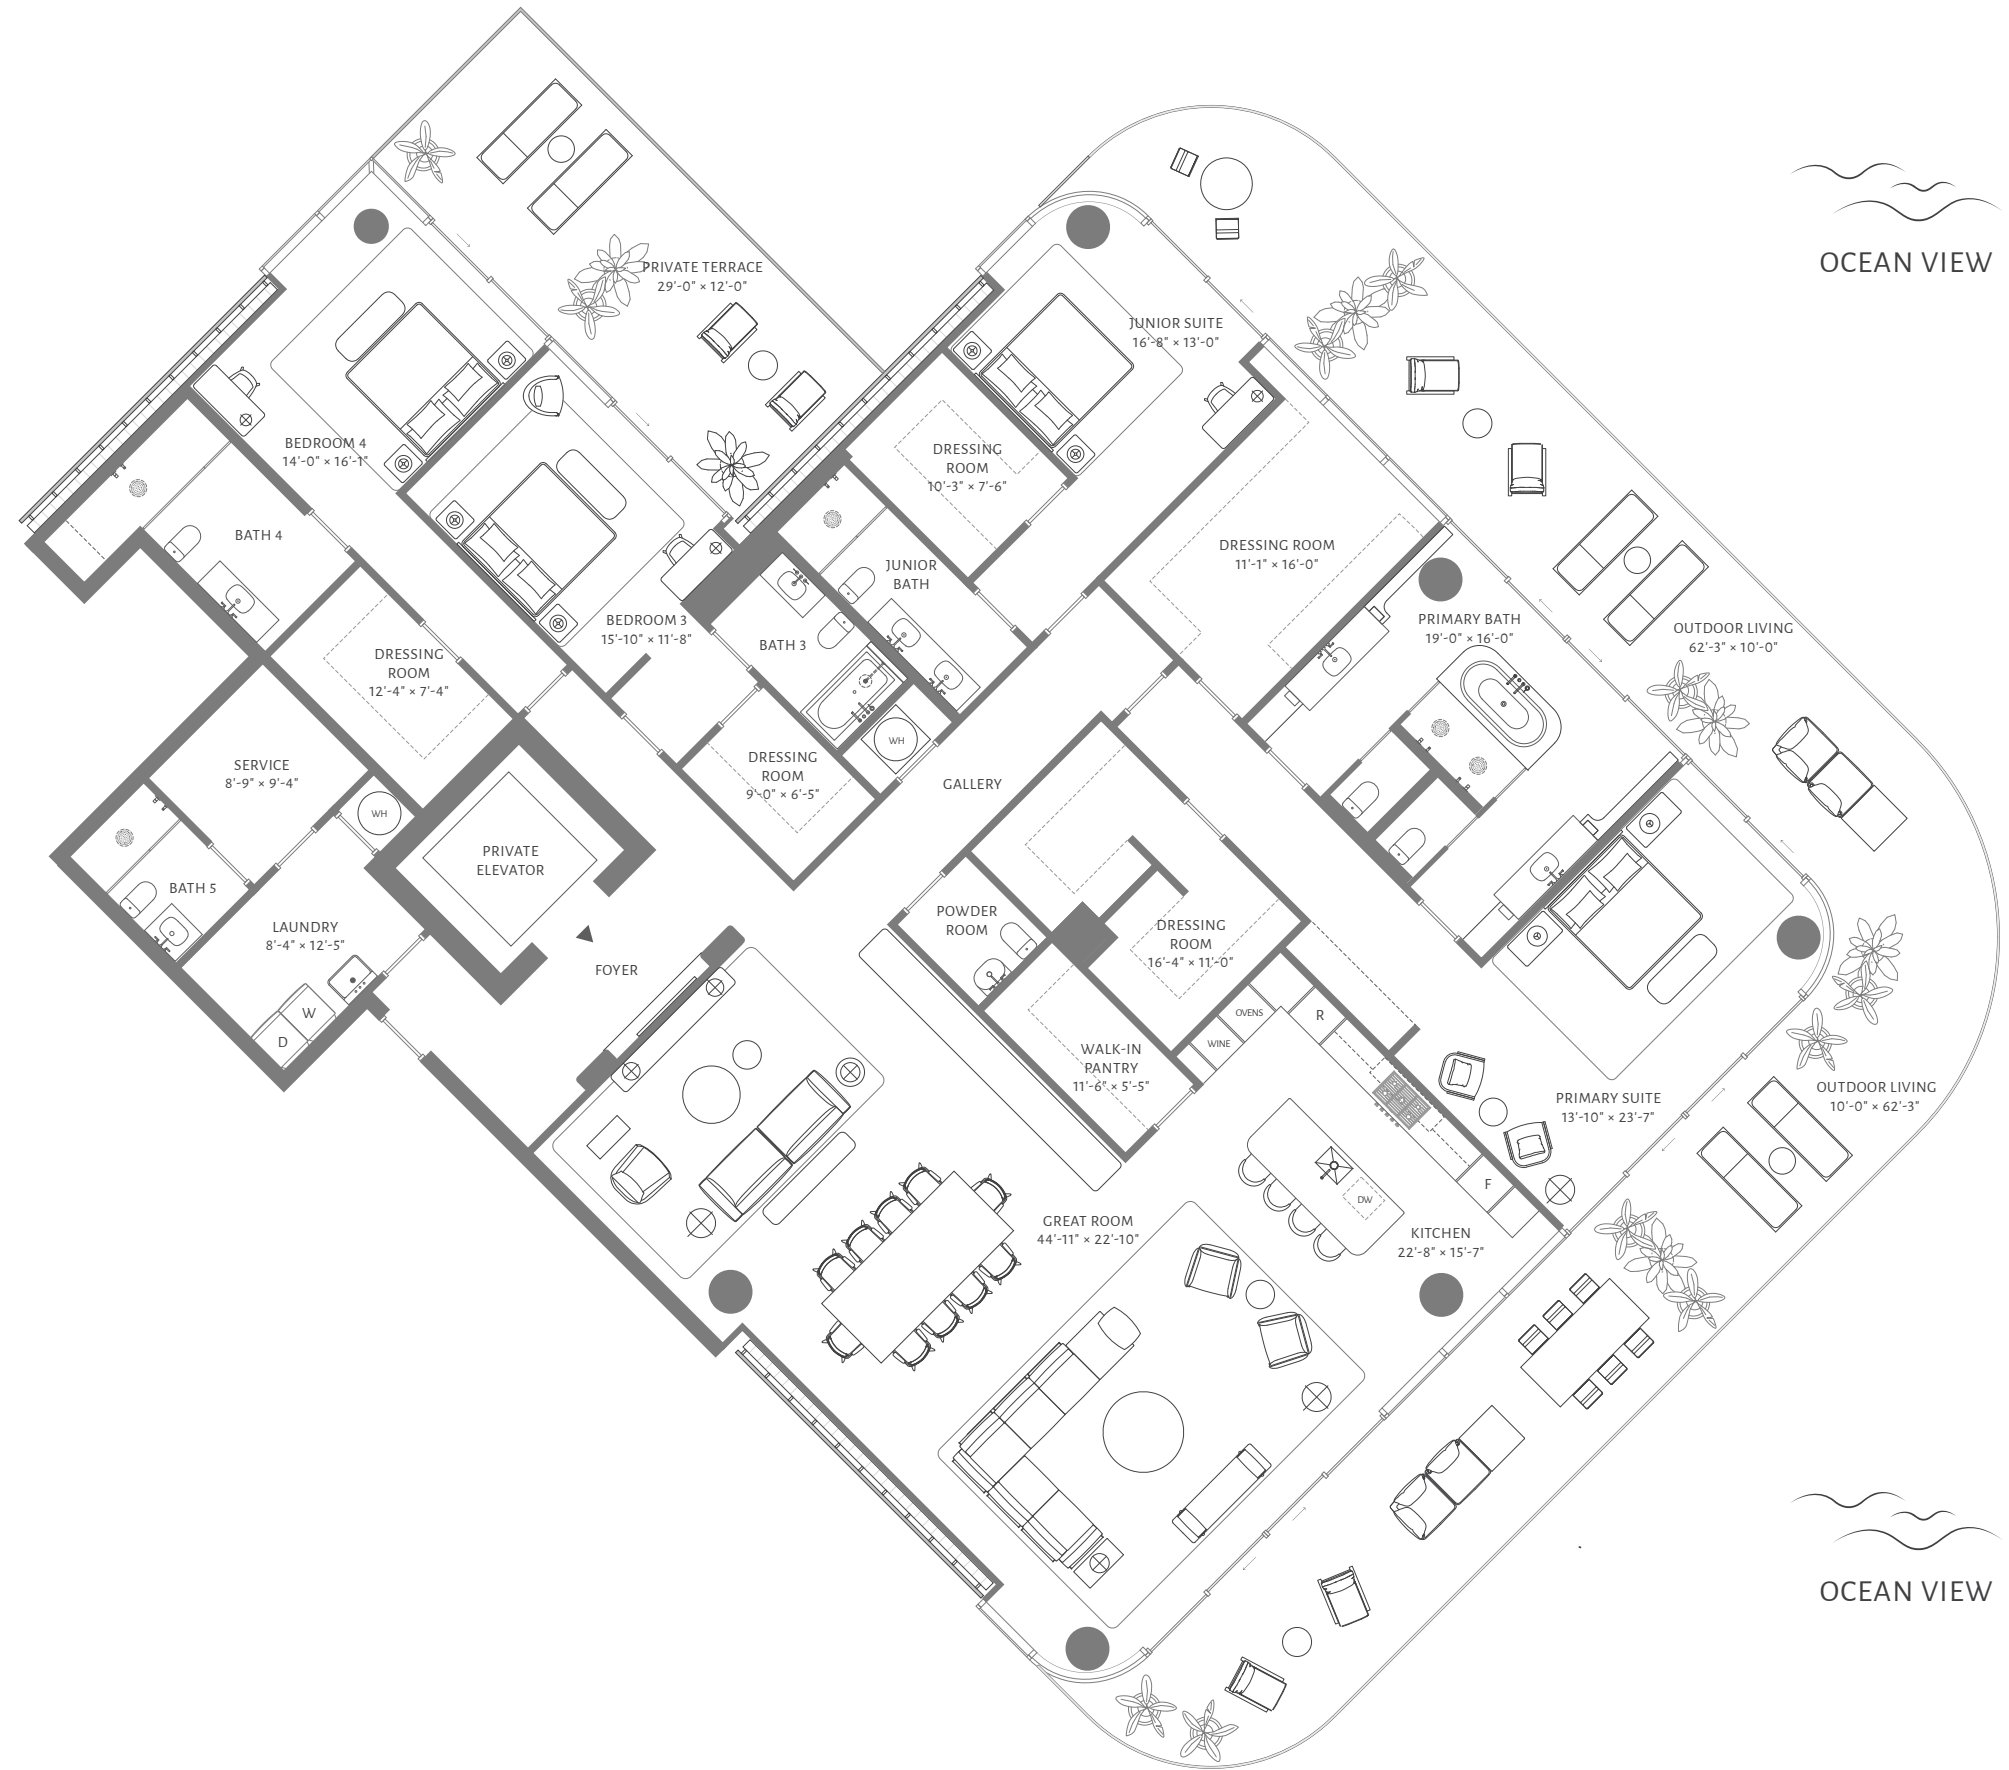 OCEAN VIEW
PRIVATE TERRACE
29'-0" × 12'-0"
JUNIOR SUITE
16'-8" × 13'-0"
BEDROOM 4
14'-0" × 16'-1"
DRESSING
ROOM
10'-3" × 7'-6"
BATH 4
JUNIOR
BATH
DRESSING ROOM
11'-1" × 16'-0"
BEDROOM 3
15'-10" × 11'-8"
BATH 3
PRIMARY BATH
19'-0" × 16'-0"
OUTDOOR LIVING
62'-3" × 10'-0"
DRESSING
ROOM
12'-4" × 7'-4"
WH
SERVICE
8'-9" × 9'-4"
DRESSING
ROOM
9'-0" × 6'-5"
GALLERY
WH
PRIVATE
ELEVATOR
BATH 5
LAUNDRY
8'-4" × 12'-5"
POWDER
ROOM
DRESSING
ROOM
16'-4" × 11'-0"
FOYER
W
D
OVENS
R
WINE
WALK-IN
PANTRY
11'-6" × 5'-5"
PRIMARY SUITE
13'-10" × 23'-7"
OUTDOOR LIVING
10'-0" × 62'-3"
F
DW
GREAT ROOM
44'-11" × 22'-10"
KITCHEN
22'-8" × 15'-7"
OCEAN VIEW